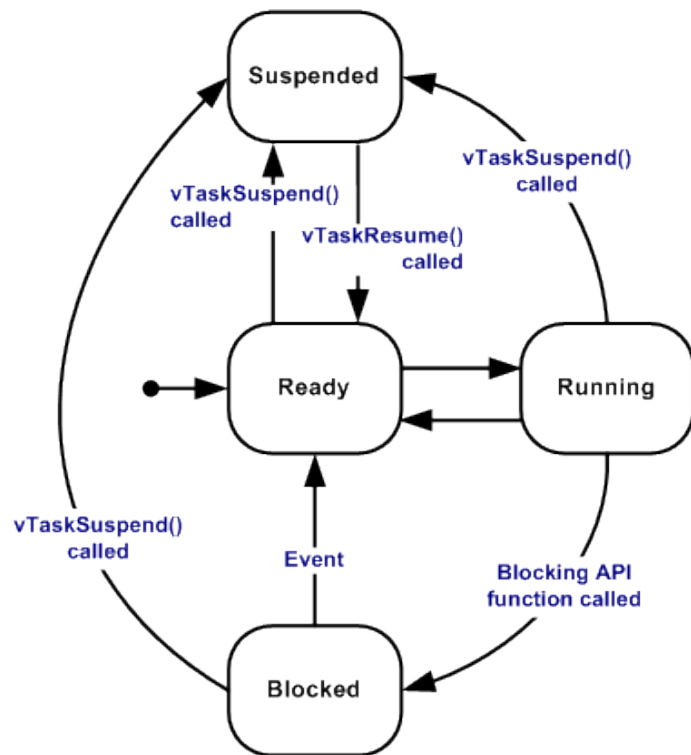 Suspended
vTaskSuspend()
called
vTaskSuspend()
called
vTaskResume()
called
Ready
Running
vTaskSuspend()
called
Event
Blocking API
function called
Blocked